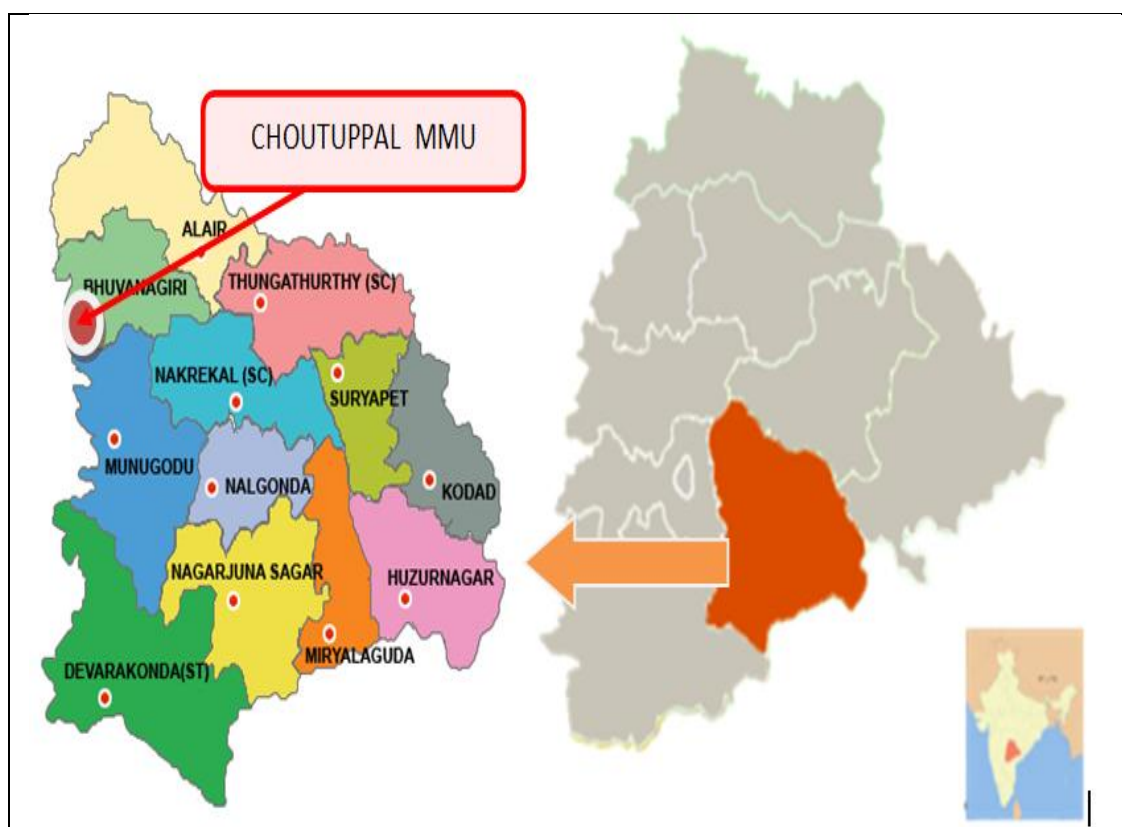 CHOUTUPPAL MMU
ALAIR
BHUVANAGIRI
THUNGATHURTHY (SC)
NAKREKAL (SC)
SURYAPET
MUNUGODU
NALGONDA
KODAD
NAGARJUNA SAGAR
HUZURNAGAR
MIRYALAGUDA
DEVARAKONDA(ST)